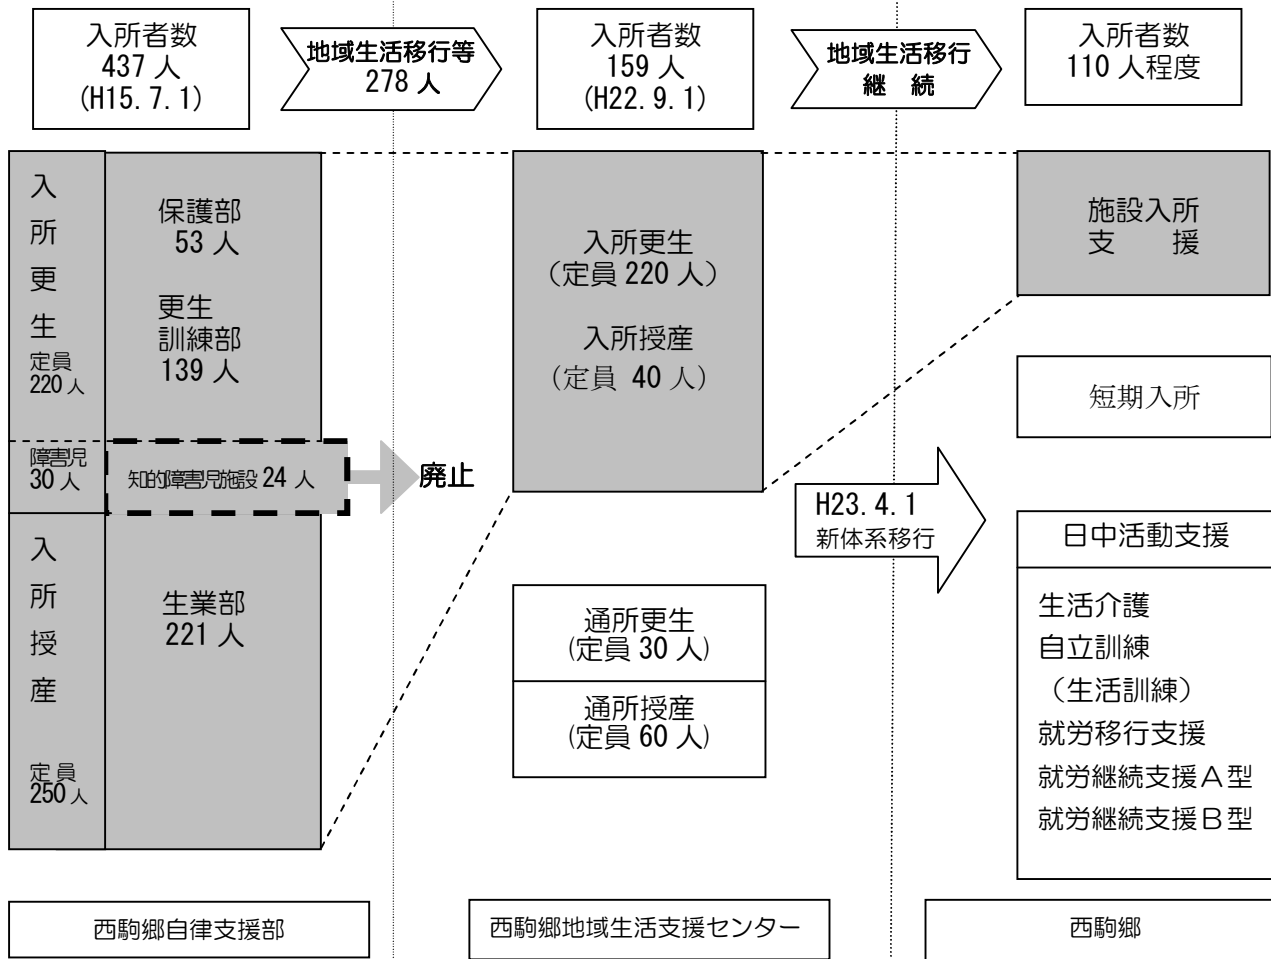 入所者数
437 人
(H15. 7. 1)
地域生活移行等
278 人
入所者数
159 人
(H22. 9. 1)
地域生活移行
継　続
入所者数
110 人程度
入
所
更
生
定員
220 人
保護部
53 人
更生
訓練部
139 人
障害児
30 人
知的障害児施設 24 人
廃止
入
所
授
産
定員
250 人
生業部
221 人
入所更生
（定員 220 人）
入所授産
（定員 40 人）
通所更生
(定員 30 人)
通所授産
(定員 60 人)
H23. 4. 1
新体系移行
施設入所
支　　援
短期入所
日中活動支援
生活介護
自立訓練
（生活訓練）
就労移行支援
就労継続支援Ａ型
就労継続支援Ｂ型
西駒郷自律支援部
西駒郷地域生活支援センター
西駒郷